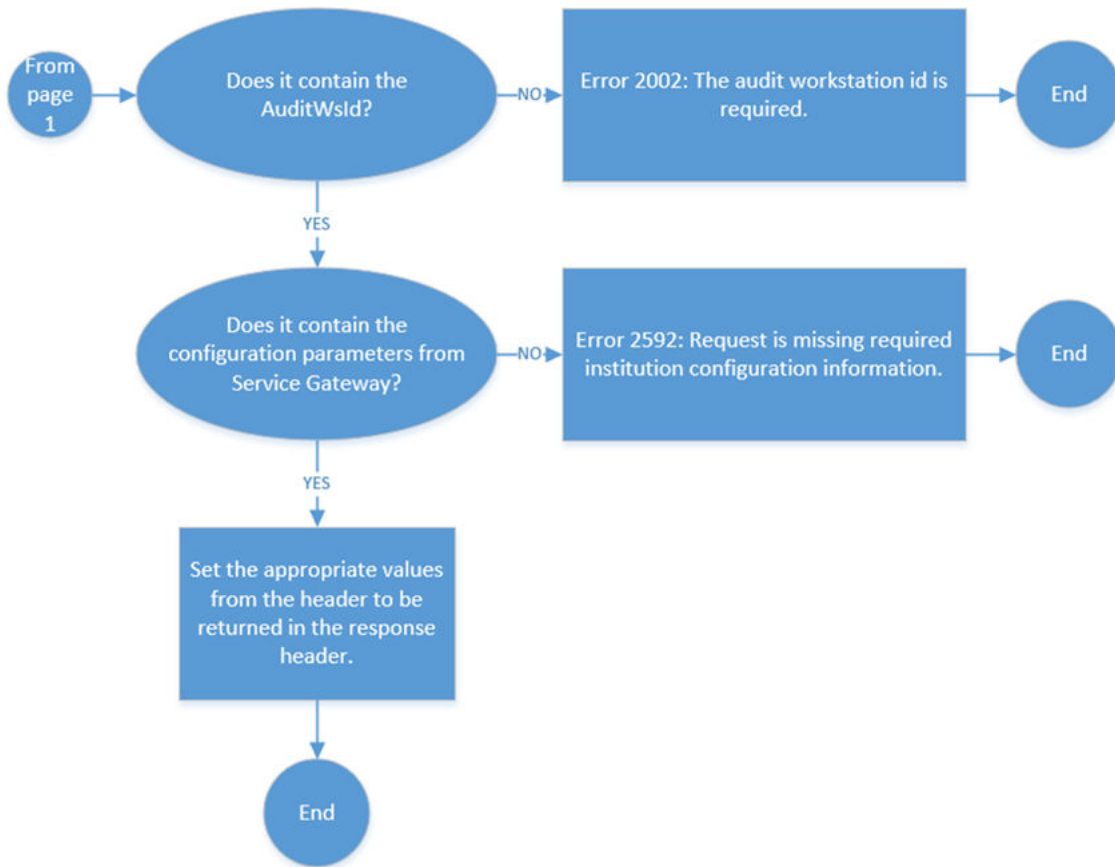 From
page
1
Does it contain the
AuditWsId?
NO
Error 2002: The audit workstation id is
required.
End
YES
Does it contain the
configuration parameters from
Service Gateway?
NO
Error 2592: Request is missing required
institution configuration information.
End
YES
Set the appropriate values
from the header to be
returned in the response
header.
End